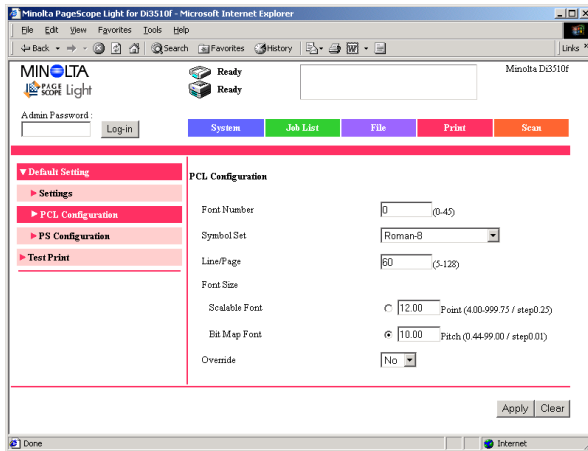 Minolta PageScope Light for Di3510f - Microsoft Internet Explorer
File Edit View Favorites Tools Help
Back Search Favorites History Links »
MINOLTA Ready Minolta Di3510f
PAGE SCOPE Light Ready
Admin Password :
Log-in System Job List File Print Scan
Default Setting
PCL Configuration
Settings
Font Number 0 (0-45)
PCL Configuration
Symbol Set Roman-8
PS Configuration
Line/Page 60 (5-128)
Test Print
Font Size
Scalable Font 12.00 Point (4.00-999.75 / step0.25)
Bit Map Font 10.00 Pitch (0.44-99.00 / step0.01)
Override No
Apply Clear
Done Internet